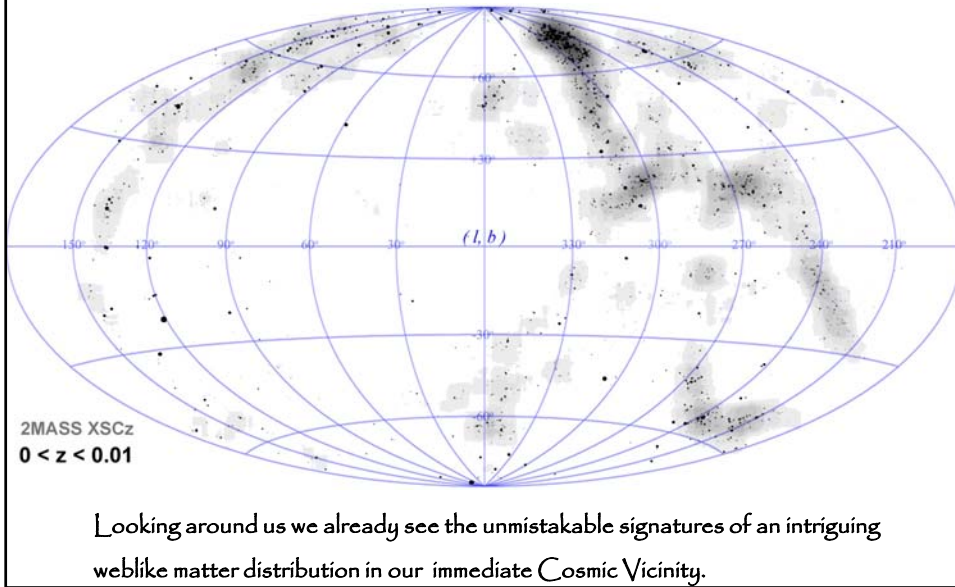 +60°
+30°
150° 120° 90° 60° 30° (l, b) 330° 300° 270° 240° 210°
-30°
-60°
2MASS XSCz
0 < z < 0.01
Looking around us we already see the unmistakable signatures of an intriguing
weblike matter distribution in our immediate Cosmic Vicinity.